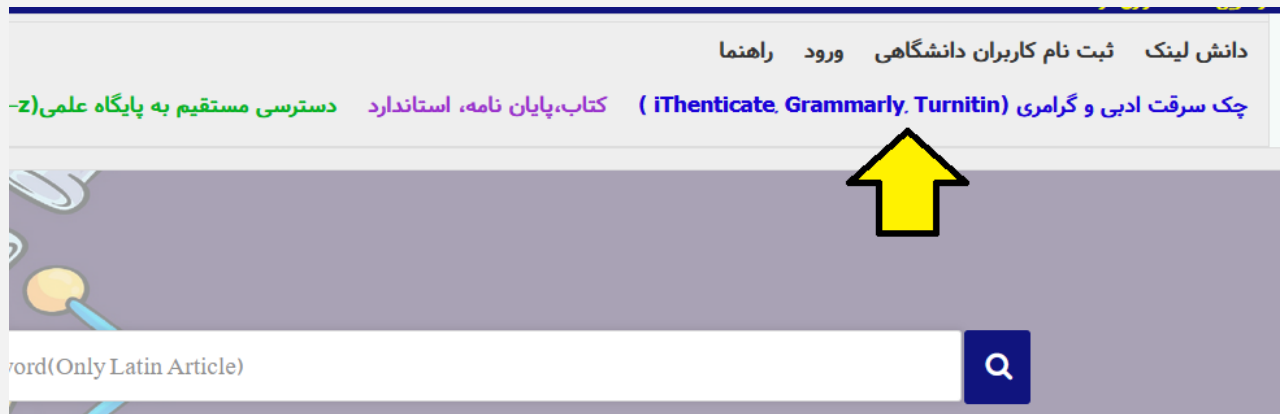 دانش لینک ثبت نام کاربران دانشگاهی ورود راهنما
چک سرقت ادبی و گرامری (iThenticate, Grammarly, Turnitin ) کتاب،پایان نامه، استاندارد دسترسی مستقیم به پایگاه علمی(z–
(Only Latin Article)